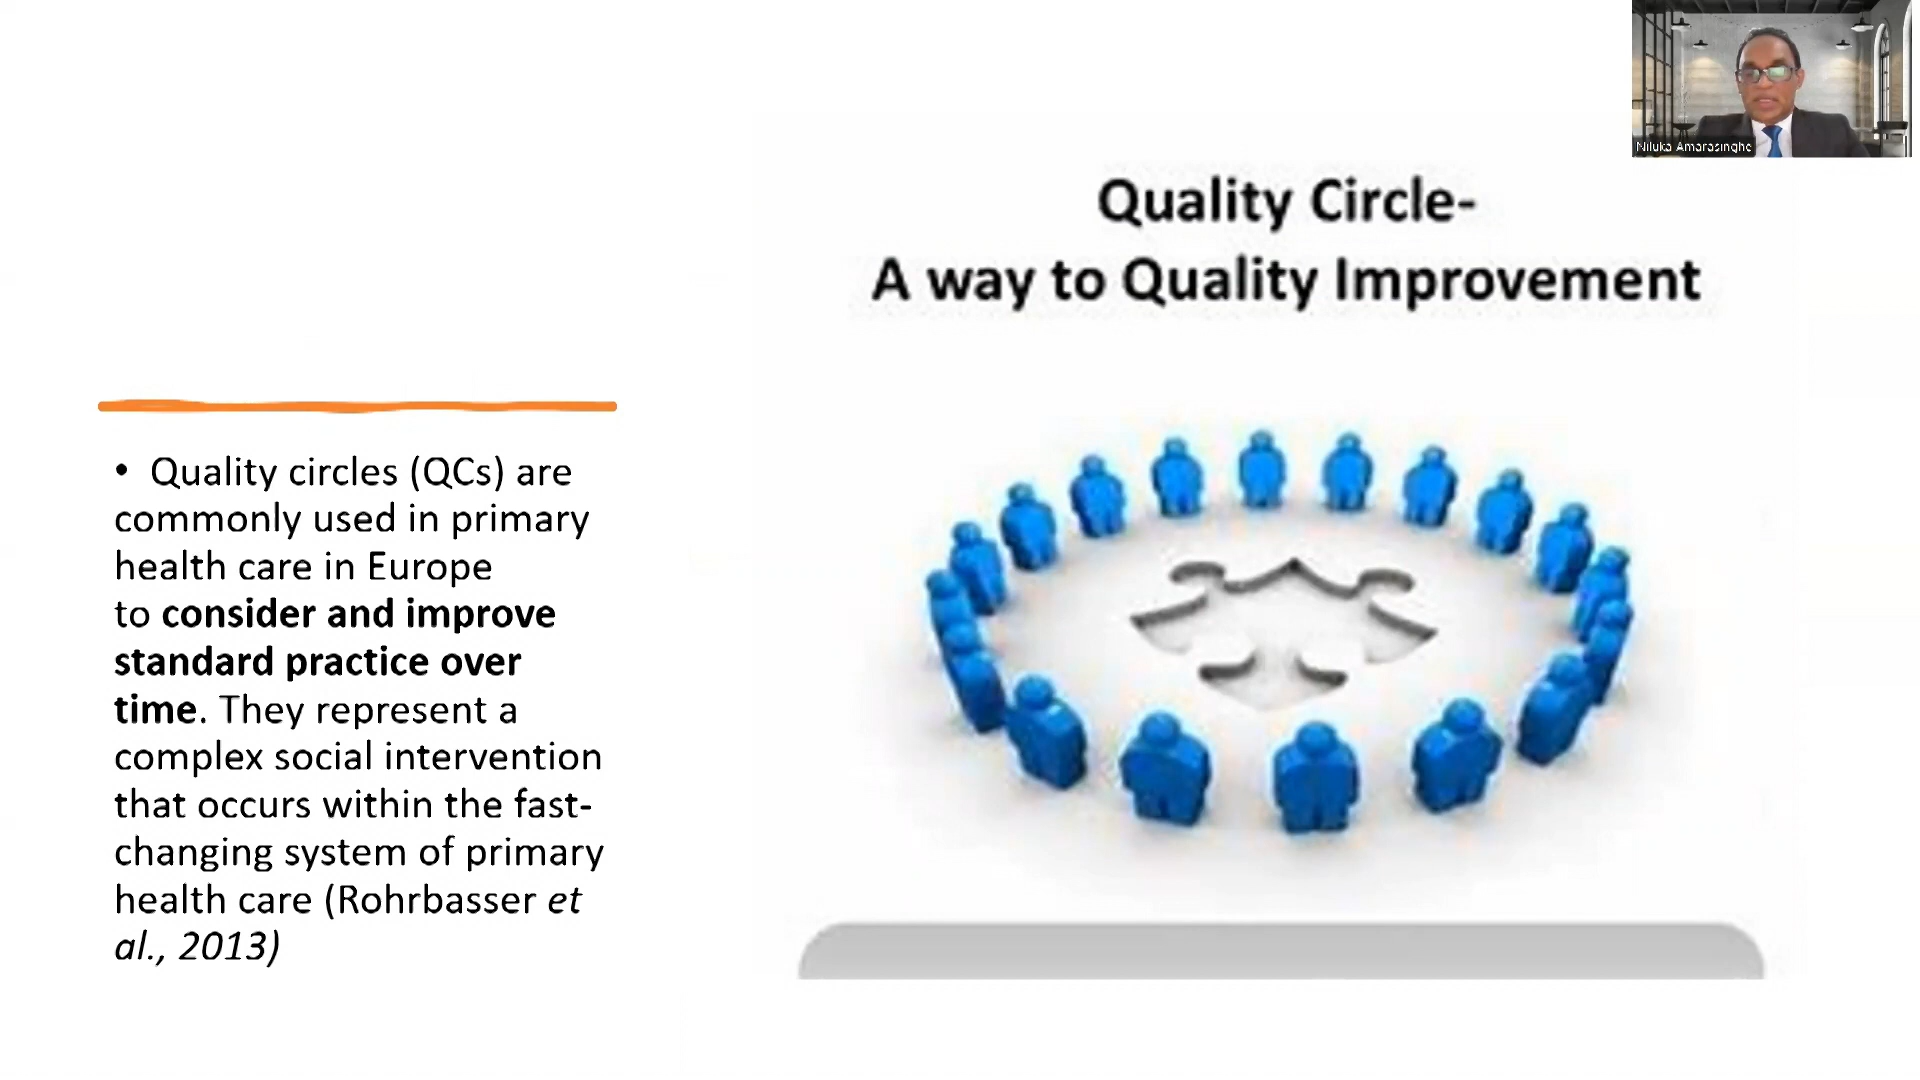 Niluka Amarasinghe
Quality Circle-
A way to Quality Improvement
• Quality circles (QCs) are
commonly used in primary
health care in Europe
to consider and improve
standard practice over
time. They represent a
complex social intervention
that occurs within the fast-
changing system of primary
health care (Rohrbasser et
al., 2013)